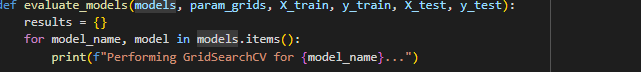 ef evaluate_models(models, param_grids, X_train, y_train, X_test, y_test):
results = {}
for model_name, model in models.items():
print(f"Performing GridSearchCV for {model_name}...")